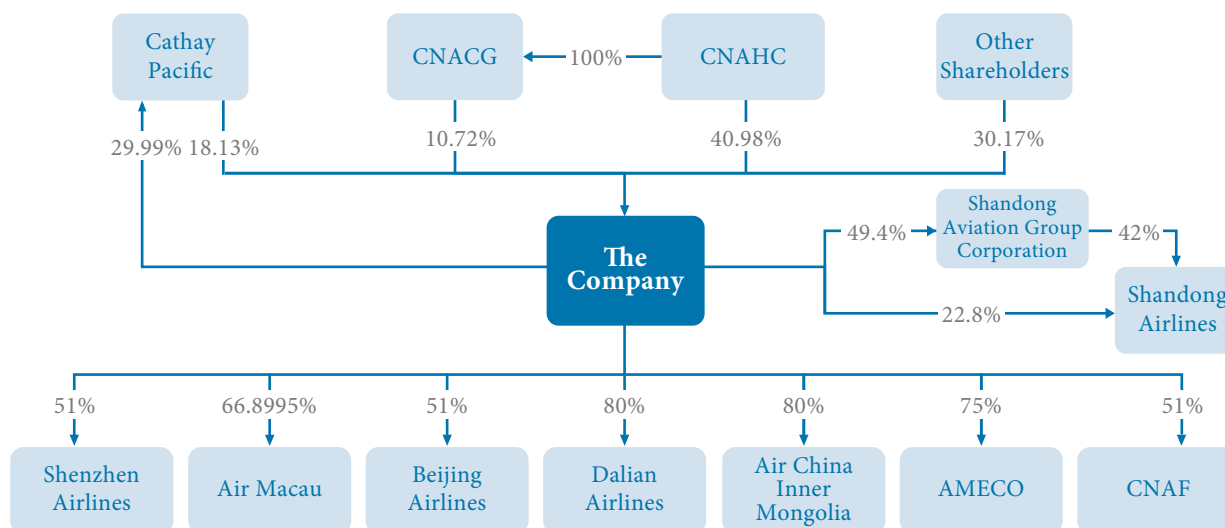 Cathay
Pacific
CNACG
100%
CNAHC
Other
Shareholders
29.99%
18.13%
10.72%
40.98%
30.17%
The
Company
49.4%
Shandong
Aviation Group
Corporation
42%
22.8%
Shandong
Airlines
51%
66.8995%
51%
80%
80%
75%
51%
Shenzhen
Airlines
Air Macau
Beijing
Airlines
Dalian
Airlines
Air China
Inner
Mongolia
AMECO
CNAF